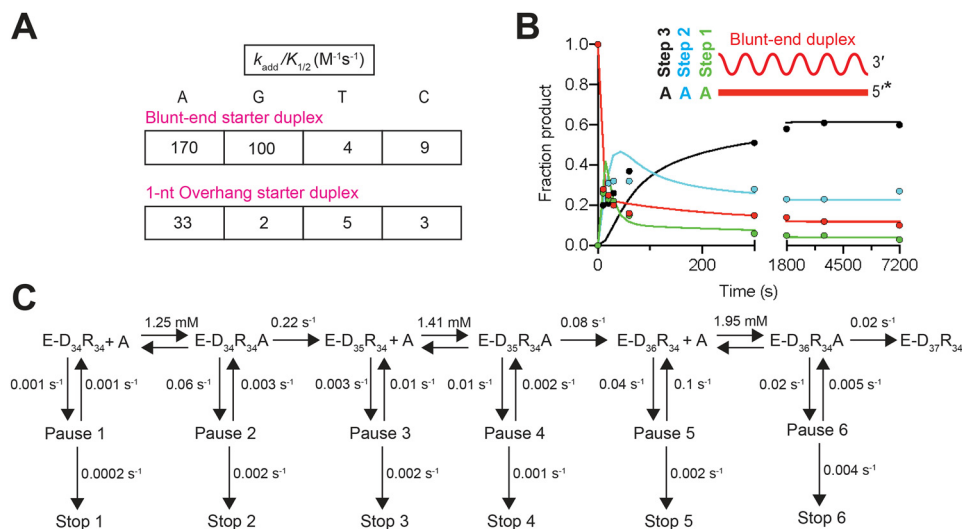 A
k_add/K_1/2 (M⁻¹s⁻¹)
A G T C
Blunt-end starter duplex
170 100 4 9
1-nt Overhang starter duplex
33 2 5 3
B
Fraction product
1.0
0.8
0.6
0.4
0.2
0.0
0 200 1800 4500 7200
Time (s)
A Step 3
A Step 2
A Step 1
Blunt-end duplex
3′
5′*
C
1.25 mM 0.22 s⁻¹ 1.41 mM 0.08 s⁻¹ 1.95 mM 0.02 s⁻¹
E-D₃₄R₃₄+ A E-D₃₄R₃₄A E-D₃₅R₃₄ + A E-D₃₅R₃₄A E-D₃₆R₃₄ + A E-D₃₆R₃₄A E-D₃₇R₃₄
0.001 s⁻¹ 0.001 s⁻¹ 0.06 s⁻¹ 0.003 s⁻¹ 0.003 s⁻¹ 0.01 s⁻¹ 0.01 s⁻¹ 0.002 s⁻¹ 0.04 s⁻¹ 0.1 s⁻¹ 0.02 s⁻¹ 0.005 s⁻¹
Pause 1 Pause 2 Pause 3 Pause 4 Pause 5 Pause 6
0.0002 s⁻¹ 0.002 s⁻¹ 0.002 s⁻¹ 0.001 s⁻¹ 0.002 s⁻¹ 0.004 s⁻¹
Stop 1 Stop 2 Stop 3 Stop 4 Stop 5 Stop 6